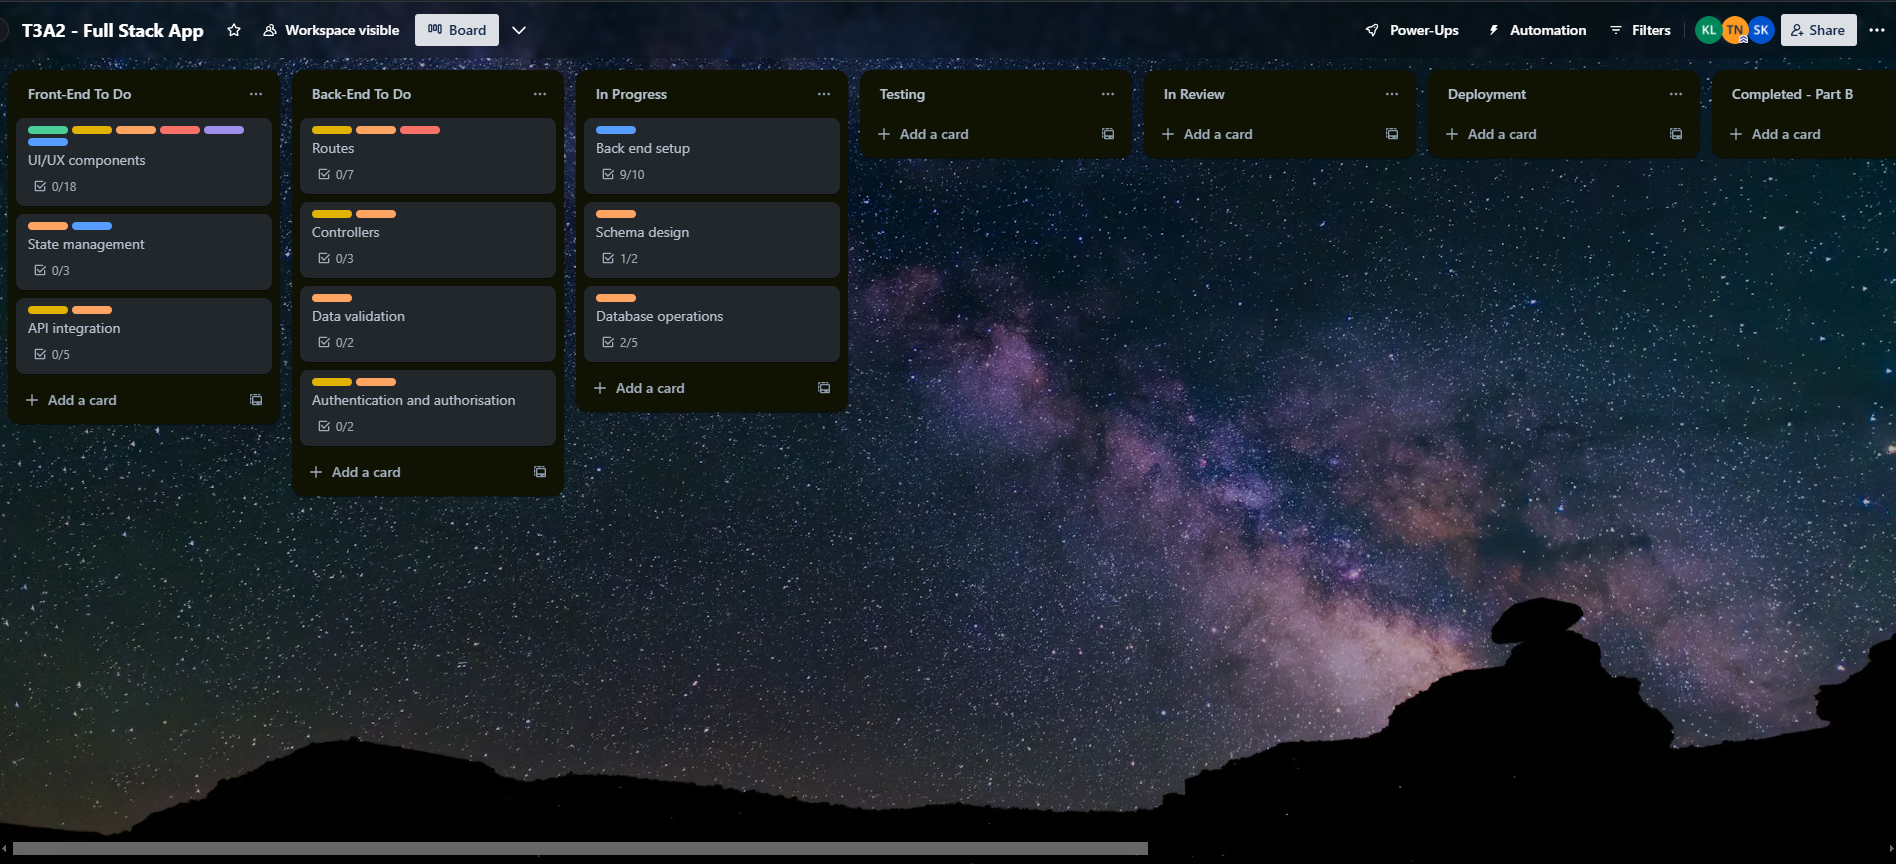 T3A2 - Full Stack App
Workspace visible
Board
Power-Ups
Automation
Filters
KL
TN
SK
Share
Front-End To Do
UI/UX components
0/18
State management
0/3
API integration
0/5
Add a card
Back-End To Do
Routes
0/7
Controllers
0/3
Data validation
0/2
Authentication and authorisation
0/2
Add a card
In Progress
Back end setup
9/10
Schema design
1/2
Database operations
2/5
Add a card
Testing
Add a card
In Review
Add a card
Deployment
Add a card
Completed - Part B
Add a card